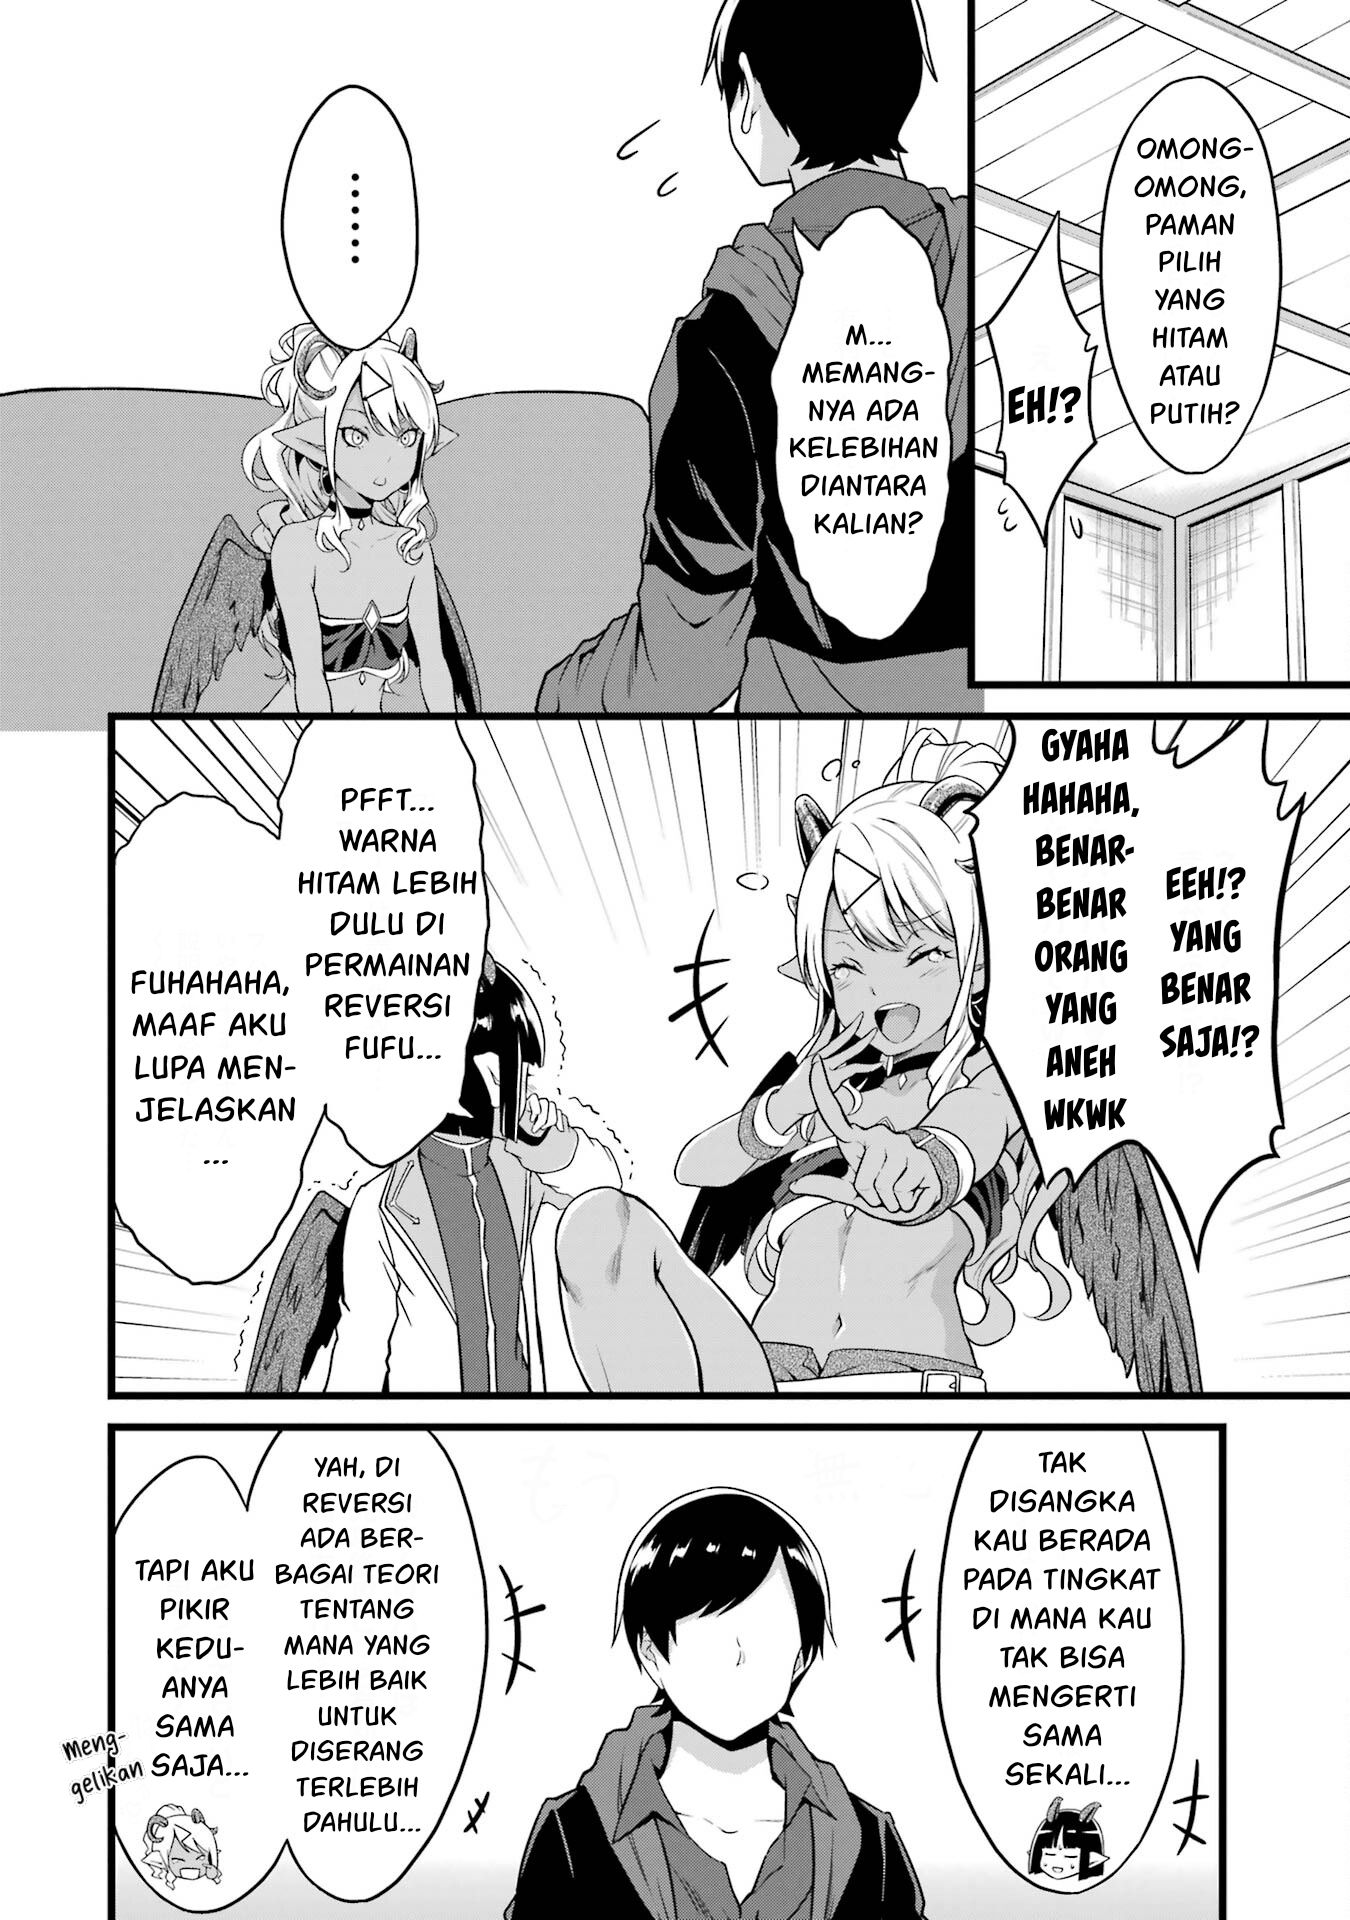 OMONG-
OMONG,
PAMAN
PILIH
YANG
HITAM
ATAU
PUTIH?
EH!?
M...
MEMANG-
NYA ADA
KELEBIHAN
DIANTARA
KALIAN?
........
EEH!?
YANG
BENAR
SAJA!?
GYAHA
HAHAHA,
BENAR-
BENAR
ORANG
YANG
ANEH
WKWK
PFFT...
WARNA
HITAM LEBIH
DULU DI
PERMAINAN
REVERSI
FUFU...
FUHAHAHA,
MAAF AKU
LUPA MEN-
JELASKAN
...
TAK
DISANGKA
KAU BERADA
PADA TINGKAT
DI MANA KAU
TAK BISA
MENGERTI
SAMA
SEKALI...
YAH, DI
REVERSI
ADA BER-
BAGAI TEORI
TENTANG
MANA YANG
LEBIH BAIK
UNTUK
DISERANG
TERLEBIH
DAHULU...
TAPI AKU
PIKIR
KEDU-
ANYA
SAMA
SAJA...
Meng-
gelikan